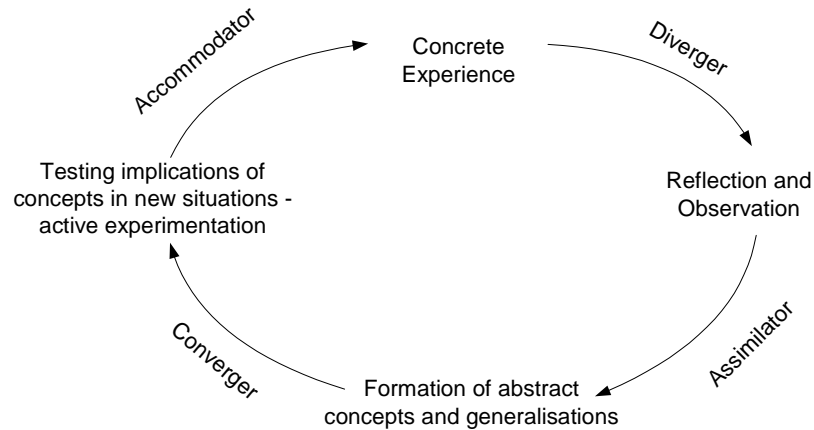 Concrete
Experience
Diverger
Reflection and
Observation
Assimilator
Formation of abstract
concepts and generalisations
Converger
Testing implications of
concepts in new situations -
active experimentation
Accommodator